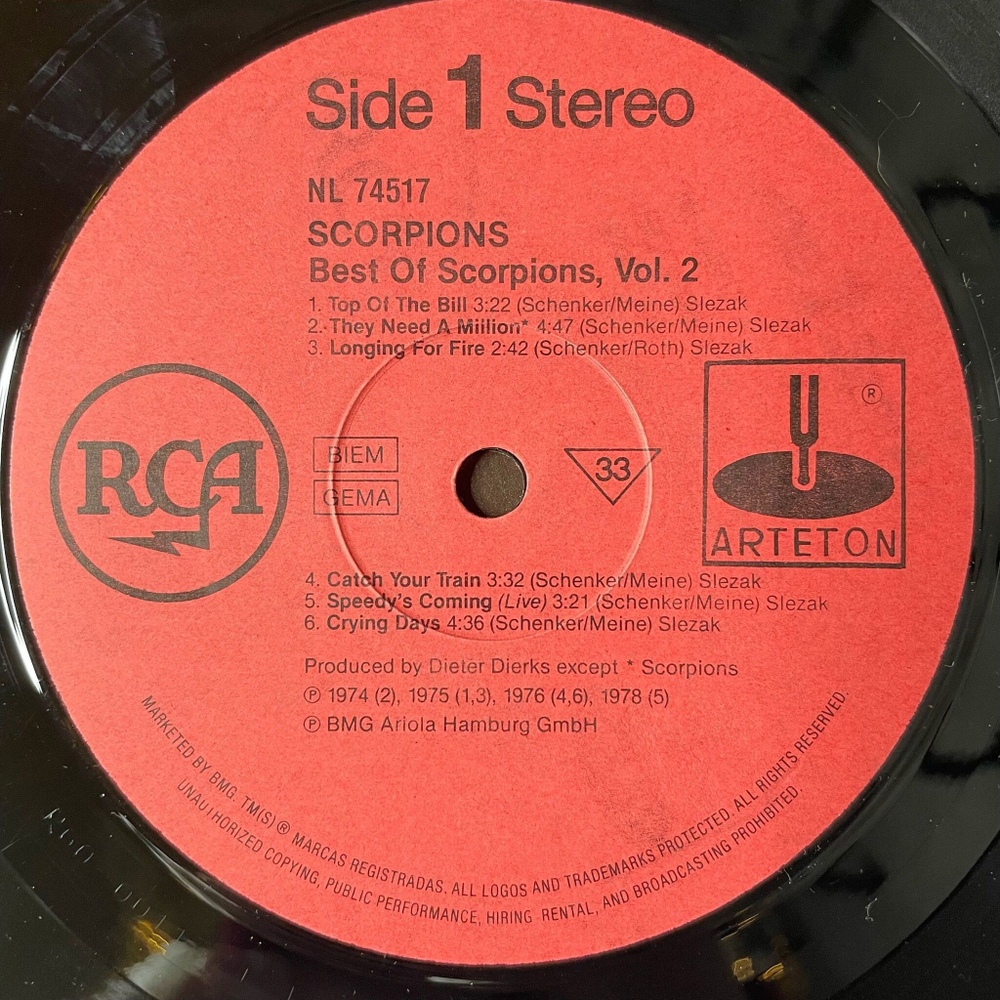 Side 1 Stereo
NL 74517
SCORPIONS
Best Of Scorpions, Vol. 2
1. Top Of The Bill 3:22 (Schenker/Meine) Slezak
2. They Need A Million* 4:47 (Schenker/Meine) Slezak
3. Longing For Fire 2:42 (Schenker/Roth) Slezak
RCA
BIEM
GEMA
33
®
ARTETON
4. Catch Your Train 3:32 (Schenker/Meine) Slezak
5. Speedy's Coming (Live) 3:21 (Schenker/Meine) Slezak
6. Crying Days 4:36 (Schenker/Meine) Slezak
Produced by Dieter Dierks except * Scorpions
℗ 1974 (2), 1975 (1,3), 1976 (4,6), 1978 (5)
℗ BMG Ariola Hamburg GmbH
MARKETED BY BMG. TM(S) ® MARCAS REGISTRADAS. ALL LOGOS AND TRADEMARKS PROTECTED. ALL RIGHTS RESERVED.
UNAUTHORIZED COPYING, PUBLIC PERFORMANCE, HIRING RENTAL, AND BROADCASTING PROHIBITED.